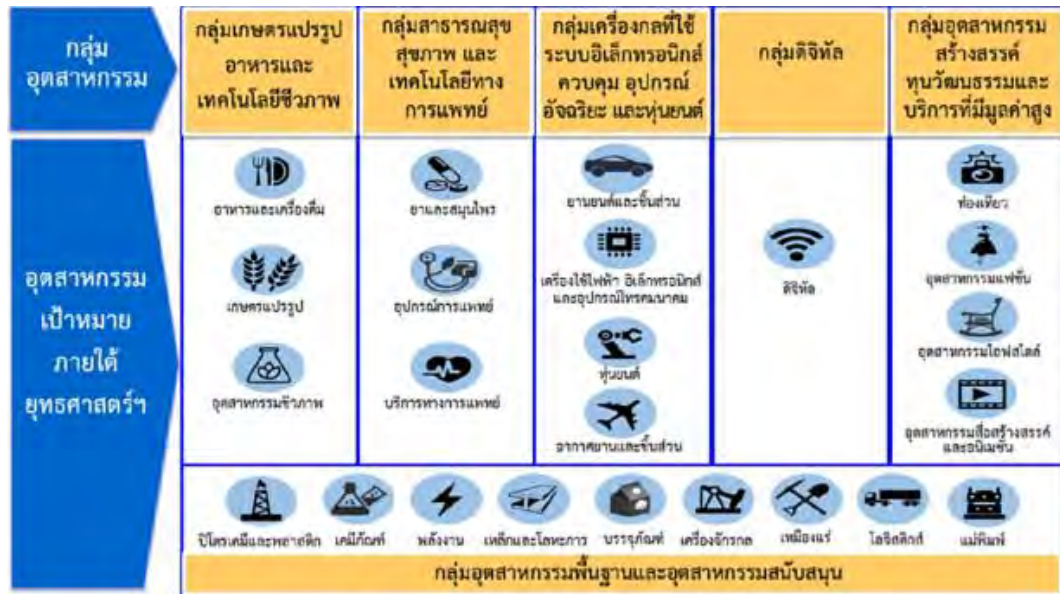 กลุ่ม
อุตสาหกรรม
กลุ่มเกษตรแปรรูป
อาหารและ
เทคโนโลยีชีวภาพ
กลุ่มสาธารณสุข
สุขภาพ และ
เทคโนโลยีทาง
การแพทย์
กลุ่มเครื่องกลที่ใช้
ระบบอิเล็กทรอนิกส์
ควบคุม อุปกรณ์
อัจฉริยะ และหุ่นยนต์
กลุ่มดิจิทัล
กลุ่มอุตสาหกรรม
สร้างสรรค์
ทุนวัฒนธรรมและ
บริการที่มีมูลค่าสูง
อุตสาหกรรม
เป้าหมาย
ภายใต้
ยุทธศาสตร์ฯ
อาหารและเครื่องดื่ม
เกษตรแปรรูป
อุตสาหกรรมชีวภาพ
ยาและสมุนไพร
อุปกรณ์การแพทย์
บริการทางการแพทย์
ยานยนต์และชิ้นส่วน
เครื่องใช้ไฟฟ้า อิเล็กทรอนิกส์
และอุปกรณ์โทรคมนาคม
หุ่นยนต์
อากาศยานและชิ้นส่วน
ดิจิทัล
ท่องเที่ยว
อุตสาหกรรมแฟชั่น
อุตสาหกรรมไลฟสไตล์
อุตสาหกรรมสื่อสร้างสรรค์
และอนิเมชั่น
ปิโตรเคมีและพลาสติก
เคมีภัณฑ์
พลังงาน
เหล็กและโลหะการ
บรรจุภัณฑ์
เครื่องจักรกล
เหมืองแร่
โลจิสติกส์
แม่พิมพ์
กลุ่มอุตสาหกรรมพื้นฐานและอุตสาหกรรมสนับสนุน